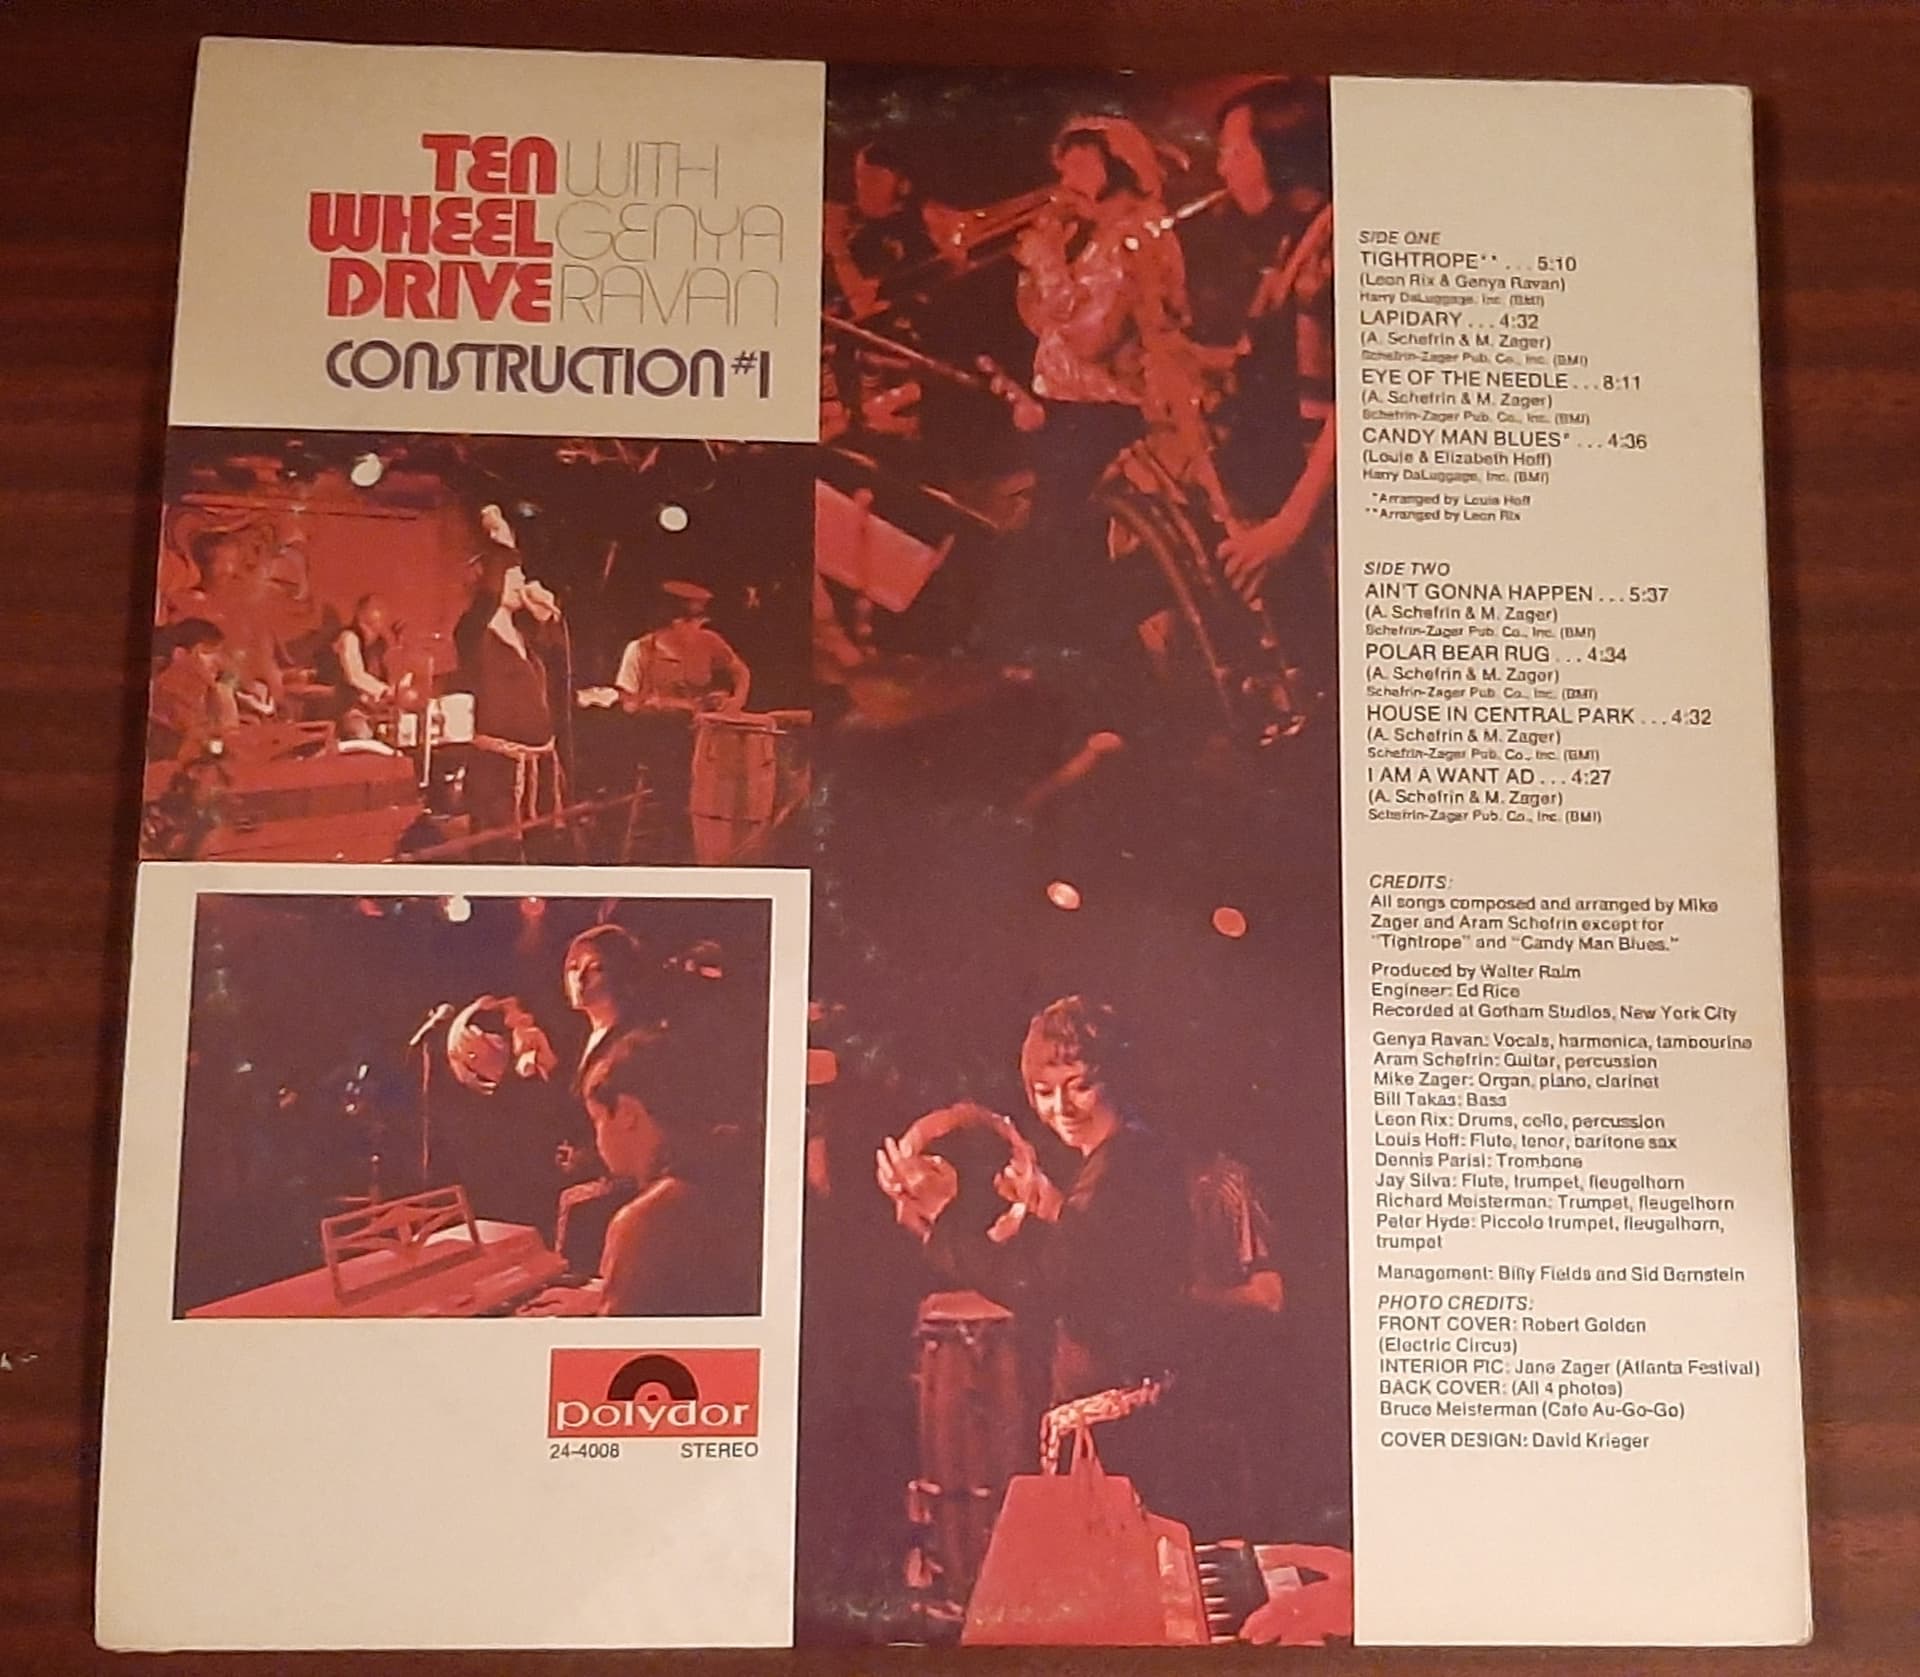 TEN WITH
WHEEL GENYA
DRIVE RAVAN
CONSTRUCTION #1
SIDE ONE
TIGHTROPE** ... 5:10
(Leon Rix & Genya Ravan)
Harry DaLuggage, Inc. (BMI)
LAPIDARY ... 4:32
(A. Schefrin & M. Zager)
Schefrin-Zager Pub. Co., Inc. (BMI)
EYE OF THE NEEDLE ... 8:11
(A. Schefrin & M. Zager)
Schefrin-Zager Pub. Co., Inc. (BMI)
CANDY MAN BLUES* ... 4:36
(Louie & Elizabeth Hoff)
Harry DaLuggage, Inc. (BMI)
*Arranged by Louis Hoff
**Arranged by Leon Rix
SIDE TWO
AIN'T GONNA HAPPEN ... 5:37
(A. Schefrin & M. Zager)
Schefrin-Zager Pub. Co., Inc. (BMI)
POLAR BEAR RUG ... 4:34
(A. Schefrin & M. Zager)
Schefrin-Zager Pub. Co., Inc. (BMI)
HOUSE IN CENTRAL PARK ... 4:32
(A. Schefrin & M. Zager)
Schefrin-Zager Pub. Co., Inc. (BMI)
I AM A WANT AD ... 4:27
(A. Schefrin & M. Zager)
Schefrin-Zager Pub. Co., Inc. (BMI)
CREDITS:
All songs composed and arranged by Mike
Zager and Aram Schefrin except for
"Tightrope" and "Candy Man Blues."
Produced by Walter Raim
Engineer: Ed Rice
Recorded at Gotham Studios, New York City
Genya Ravan: Vocals, harmonica, tambourine
Aram Schefrin: Guitar, percussion
Mike Zager: Organ, piano, clarinet
Bill Takas: Bass
Leon Rix: Drums, cello, percussion
Louis Hoff: Flute, tenor, baritone sax
Dennis Parisi: Trombone
Jay Silva: Flute, trumpet, fleugelhorn
Richard Meisterman: Trumpet, fleugelhorn
Peter Hyde: Piccolo trumpet, fleugelhorn,
trumpet
Management: Billy Fields and Sid Bernstein
PHOTO CREDITS:
FRONT COVER: Robert Golden
(Electric Circus)
INTERIOR PIC: Jane Zager (Atlanta Festival)
BACK COVER: (All 4 photos)
Bruce Meisterman (Cafe Au-Go-Go)
COVER DESIGN: David Krieger
polydor
24-4008 STEREO